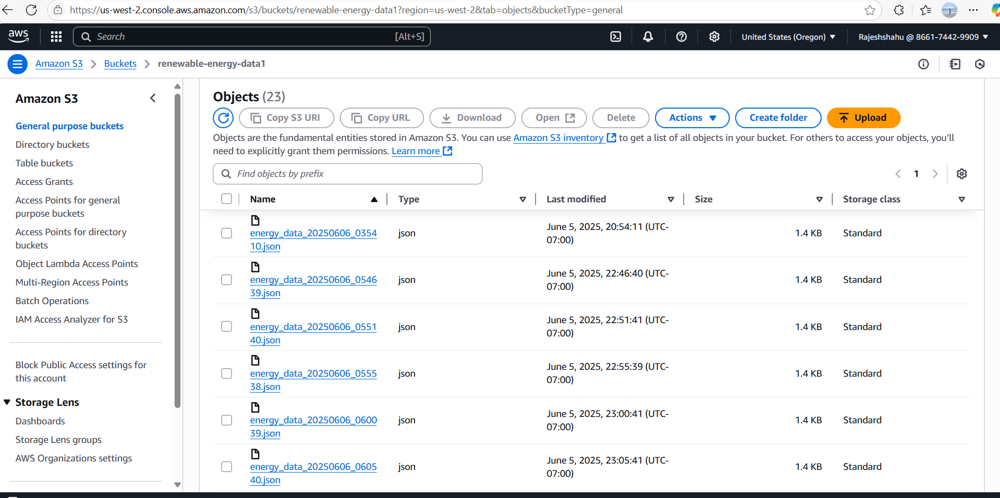 https://us-west-2.console.aws.amazon.com/s3/buckets/renewable-energy-data1?region=us-west-2&tab=objects&bucketType=general
aws
Search
[Alt+S]
United States (Oregon)
Rajeshshahu @ 8661-7442-9909
Amazon S3
Buckets
renewable-energy-data1
Amazon S3
General purpose buckets
Directory buckets
Table buckets
Access Grants
Access Points for general
purpose buckets
Access Points for directory
buckets
Object Lambda Access Points
Multi-Region Access Points
Batch Operations
IAM Access Analyzer for S3
Block Public Access settings for
this account
Storage Lens
Dashboards
Storage Lens groups
AWS Organizations settings
Objects (23)
Copy S3 URI
Copy URL
Download
Open
Delete
Actions
Create folder
Upload
Objects are the fundamental entities stored in Amazon S3. You can use Amazon S3 inventory to get a list of all objects in your bucket. For others to access your objects, you'll
need to explicitly grant them permissions. Learn more
Find objects by prefix
1
Name Type Last modified Size Storage class
energy_data_20250606_0354
10.json
json
June 5, 2025, 20:54:11 (UTC-
07:00)
1.4 KB
Standard
energy_data_20250606_0546
39.json
json
June 5, 2025, 22:46:40 (UTC-
07:00)
1.4 KB
Standard
energy_data_20250606_0551
40.json
json
June 5, 2025, 22:51:41 (UTC-
07:00)
1.4 KB
Standard
energy_data_20250606_0555
38.json
json
June 5, 2025, 22:55:39 (UTC-
07:00)
1.4 KB
Standard
energy_data_20250606_0600
39.json
json
June 5, 2025, 23:00:41 (UTC-
07:00)
1.4 KB
Standard
energy_data_20250606_0605
40.json
json
June 5, 2025, 23:05:41 (UTC-
07:00)
1.4 KB
Standard